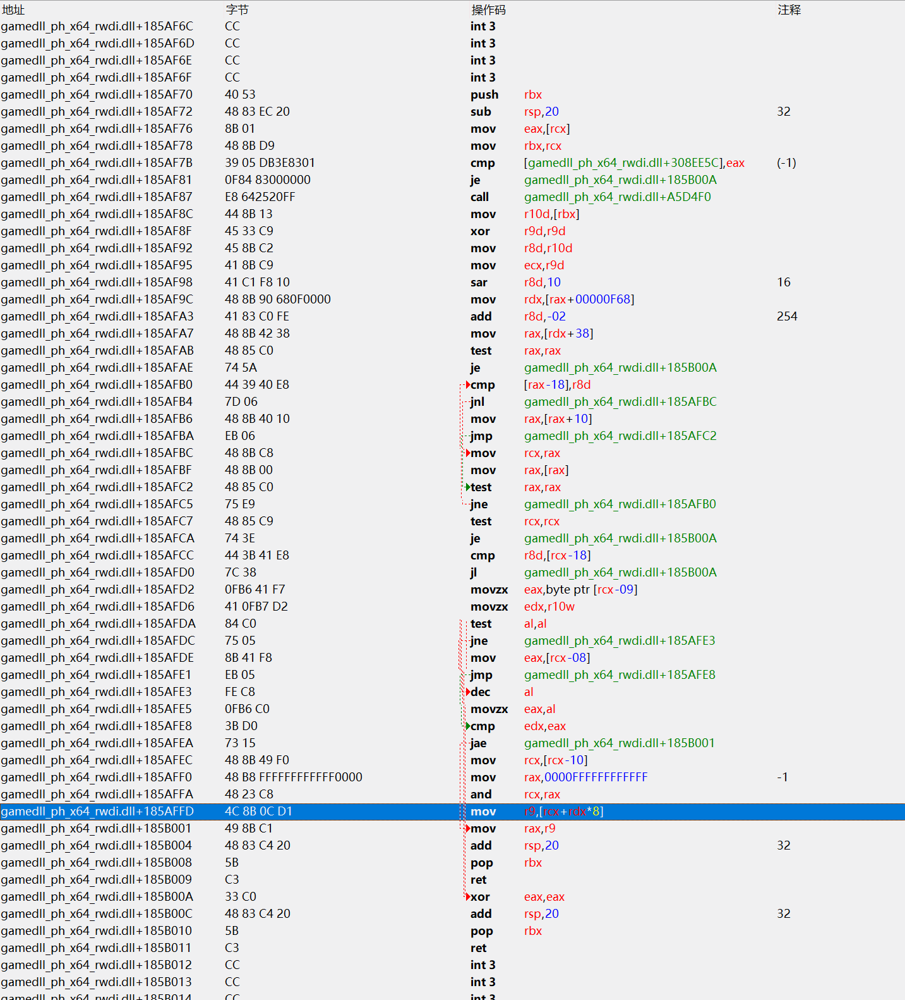 地址 字节 操作码 注释
gamedll_ph_x64_rwdi.dll+185AF6C CC int 3
gamedll_ph_x64_rwdi.dll+185AF6D CC int 3
gamedll_ph_x64_rwdi.dll+185AF6E CC int 3
gamedll_ph_x64_rwdi.dll+185AF6F CC int 3
gamedll_ph_x64_rwdi.dll+185AF70 40 53 push rbx
gamedll_ph_x64_rwdi.dll+185AF72 48 83 EC 20 sub rsp,20 32
gamedll_ph_x64_rwdi.dll+185AF76 8B 01 mov eax,[rcx]
gamedll_ph_x64_rwdi.dll+185AF78 48 8B D9 mov rbx,rcx
gamedll_ph_x64_rwdi.dll+185AF7B 39 05 DB3E8301 cmp [gamedll_ph_x64_rwdi.dll+308EE5C],eax (-1)
gamedll_ph_x64_rwdi.dll+185AF81 0F84 83000000 je gamedll_ph_x64_rwdi.dll+185B00A
gamedll_ph_x64_rwdi.dll+185AF87 E8 642520FF call gamedll_ph_x64_rwdi.dll+A5D4F0
gamedll_ph_x64_rwdi.dll+185AF8C 44 8B 13 mov r10d,[rbx]
gamedll_ph_x64_rwdi.dll+185AF8F 45 33 C9 xor r9d,r9d
gamedll_ph_x64_rwdi.dll+185AF92 45 8B C2 mov r8d,r10d
gamedll_ph_x64_rwdi.dll+185AF95 41 8B C9 mov ecx,r9d
gamedll_ph_x64_rwdi.dll+185AF98 41 C1 F8 10 sar r8d,10 16
gamedll_ph_x64_rwdi.dll+185AF9C 48 8B 90 680F0000 mov rdx,[rax+00000F68]
gamedll_ph_x64_rwdi.dll+185AFA3 41 83 C0 FE add r8d,-02 254
gamedll_ph_x64_rwdi.dll+185AFA7 48 8B 42 38 mov rax,[rdx+38]
gamedll_ph_x64_rwdi.dll+185AFAB 48 85 C0 test rax,rax
gamedll_ph_x64_rwdi.dll+185AFAE 74 5A je gamedll_ph_x64_rwdi.dll+185B00A
gamedll_ph_x64_rwdi.dll+185AFB0 44 39 40 E8 cmp [rax-18],r8d
gamedll_ph_x64_rwdi.dll+185AFB4 7D 06 jnl gamedll_ph_x64_rwdi.dll+185AFBC
gamedll_ph_x64_rwdi.dll+185AFB6 48 8B 40 10 mov rax,[rax+10]
gamedll_ph_x64_rwdi.dll+185AFBA EB 06 jmp gamedll_ph_x64_rwdi.dll+185AFC2
gamedll_ph_x64_rwdi.dll+185AFBC 48 8B C8 mov rcx,rax
gamedll_ph_x64_rwdi.dll+185AFBF 48 8B 00 mov rax,[rax]
gamedll_ph_x64_rwdi.dll+185AFC2 48 85 C0 test rax,rax
gamedll_ph_x64_rwdi.dll+185AFC5 75 E9 jne gamedll_ph_x64_rwdi.dll+185AFB0
gamedll_ph_x64_rwdi.dll+185AFC7 48 85 C9 test rcx,rcx
gamedll_ph_x64_rwdi.dll+185AFCA 74 3E je gamedll_ph_x64_rwdi.dll+185B00A
gamedll_ph_x64_rwdi.dll+185AFCC 44 3B 41 E8 cmp r8d,[rcx-18]
gamedll_ph_x64_rwdi.dll+185AFD0 7C 38 jl gamedll_ph_x64_rwdi.dll+185B00A
gamedll_ph_x64_rwdi.dll+185AFD2 0FB6 41 F7 movzx eax,byte ptr [rcx-09]
gamedll_ph_x64_rwdi.dll+185AFD6 41 0FB7 D2 movzx edx,r10w
gamedll_ph_x64_rwdi.dll+185AFDA 84 C0 test al,al
gamedll_ph_x64_rwdi.dll+185AFDC 75 05 jne gamedll_ph_x64_rwdi.dll+185AFE3
gamedll_ph_x64_rwdi.dll+185AFDE 8B 41 F8 mov eax,[rcx-08]
gamedll_ph_x64_rwdi.dll+185AFE1 EB 05 jmp gamedll_ph_x64_rwdi.dll+185AFE8
gamedll_ph_x64_rwdi.dll+185AFE3 FE C8 dec al
gamedll_ph_x64_rwdi.dll+185AFE5 0FB6 C0 movzx eax,al
gamedll_ph_x64_rwdi.dll+185AFE8 3B D0 cmp edx,eax
gamedll_ph_x64_rwdi.dll+185AFEA 73 15 jae gamedll_ph_x64_rwdi.dll+185B001
gamedll_ph_x64_rwdi.dll+185AFEC 48 8B 49 F0 mov rcx,[rcx-10]
gamedll_ph_x64_rwdi.dll+185AFF0 48 B8 FFFFFFFFFFFF0000 mov rax,0000FFFFFFFFFFFF -1
gamedll_ph_x64_rwdi.dll+185AFFA 48 23 C8 and rcx,rax
gamedll_ph_x64_rwdi.dll+185AFFD 4C 8B 0C D1 mov r9,[rcx+rdx*8]
gamedll_ph_x64_rwdi.dll+185B001 49 8B C1 mov rax,r9
gamedll_ph_x64_rwdi.dll+185B004 48 83 C4 20 add rsp,20 32
gamedll_ph_x64_rwdi.dll+185B008 5B pop rbx
gamedll_ph_x64_rwdi.dll+185B009 C3 ret
gamedll_ph_x64_rwdi.dll+185B00A 33 C0 xor eax,eax
gamedll_ph_x64_rwdi.dll+185B00C 48 83 C4 20 add rsp,20 32
gamedll_ph_x64_rwdi.dll+185B010 5B pop rbx
gamedll_ph_x64_rwdi.dll+185B011 C3 ret
gamedll_ph_x64_rwdi.dll+185B012 CC int 3
gamedll_ph_x64_rwdi.dll+185B013 CC int 3
gamedll_ph_x64_rwdi.dll+185B014 CC int 3